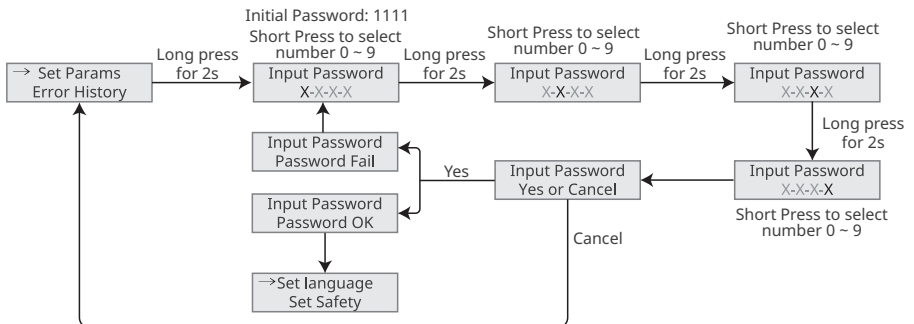 Initial Password: 1111
Short Press to select
number 0 ~ 9
Short Press to select
number 0 ~ 9
Short Press to select
number 0 ~ 9
→ Set Params
Error History
Long press
for 2s
Input Password
X-X-X-X
Long press
for 2s
Input Password
X-X-X-X
Long press
for 2s
Input Password
X-X-X-X
Long press
for 2s
Input Password
Password Fail
Yes
Input Password
Yes or Cancel
Input Password
X-X-X-X
Short Press to select
number 0 ~ 9
Input Password
Password OK
Cancel
→Set language
Set Safety